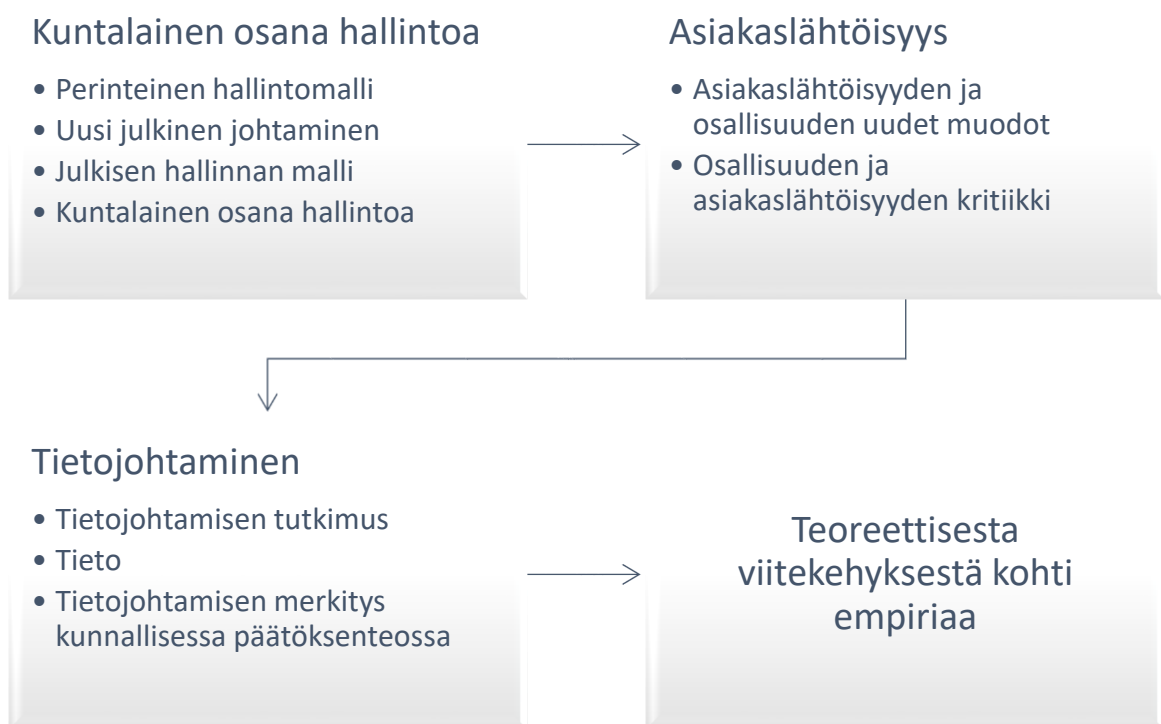 Kuntalainen osana hallintoa
• Perinteinen hallintomalli
• Uusi julkinen johtaminen
• Julkisen hallinnan malli
• Kuntalainen osana hallintoa
Asiakaslähtöisyys
• Asiakaslähtöisyyden ja
osallisuuden uudet muodot
• Osallisuuden ja
asiakaslähtöisyyden kritiikki
Tietojohtaminen
• Tietojohtamisen tutkimus
• Tieto
• Tietojohtamisen merkitys
kunnallisessa päätöksenteossa
Teoreettisesta
viitekehyksestä kohti
empiriaa